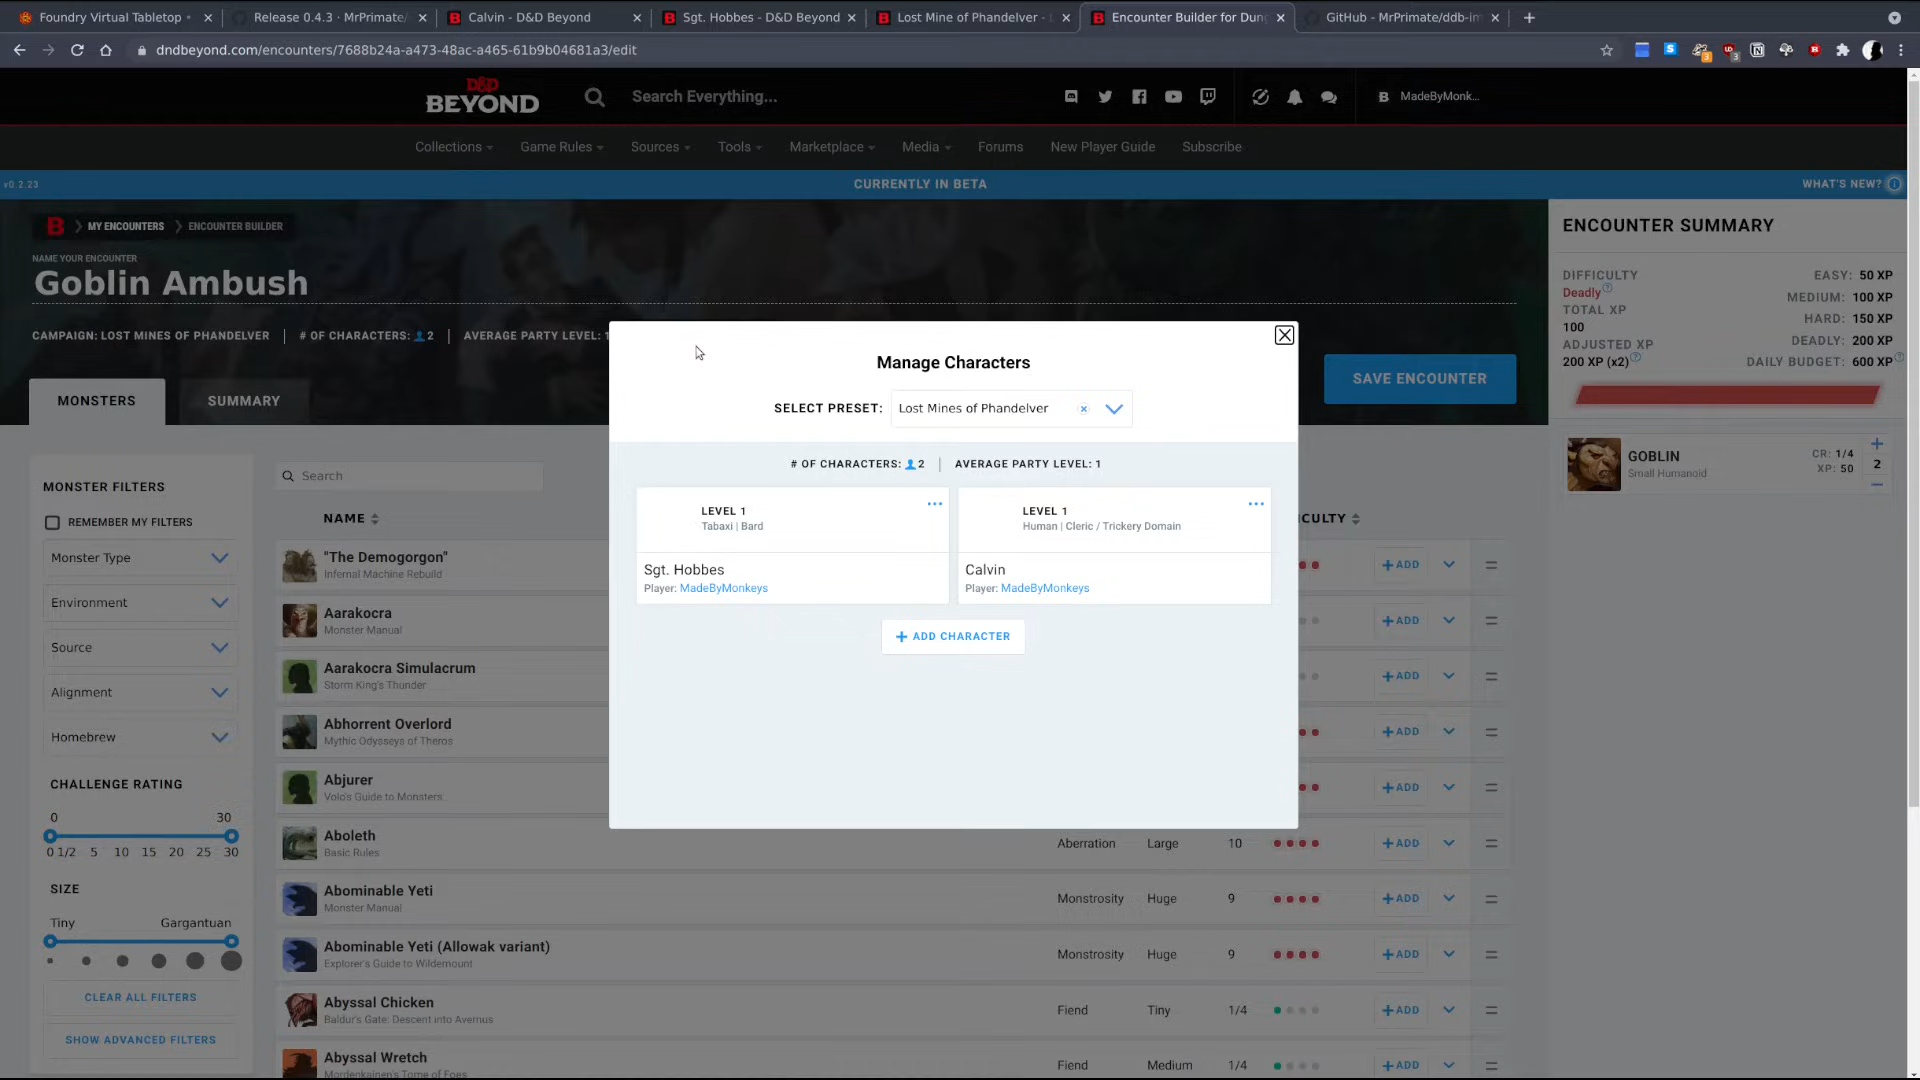 Foundry Virtual Tabletop •
Release 0.4.3 · MrPrimate/
Calvin - D&D Beyond
Sgt. Hobbes - D&D Beyond
Lost Mine of Phandelver -
Encounter Builder for Dung
GitHub - MrPrimate/ddb-im
dndbeyond.com/encounters/7688b24a-a473-48ac-a465-61b9b04681a3/edit
D&D
BEYOND
Search Everything...
MadeByMonk...
Collections
Game Rules
Sources
Tools
Marketplace
Media
Forums
New Player Guide
Subscribe
v0.2.23
CURRENTLY IN BETA
WHAT'S NEW?
MY ENCOUNTERS
ENCOUNTER BUILDER
NAME YOUR ENCOUNTER
Goblin Ambush
CAMPAIGN: LOST MINES OF PHANDELVER
# OF CHARACTERS: 2
AVERAGE PARTY LEVEL: 1
SAVE ENCOUNTER
MONSTERS
SUMMARY
ENCOUNTER SUMMARY
DIFFICULTY
Deadly
TOTAL XP
100
ADJUSTED XP
200 XP (x2)
EASY: 50 XP
MEDIUM: 100 XP
HARD: 150 XP
DEADLY: 200 XP
DAILY BUDGET: 600 XP
GOBLIN
Small Humanoid
CR: 1/4
XP: 50
2
Manage Characters
SELECT PRESET:
Lost Mines of Phandelver
# OF CHARACTERS: 2
AVERAGE PARTY LEVEL: 1
LEVEL 1
Tabaxi | Bard
Sgt. Hobbes
Player: MadeByMonkeys
LEVEL 1
Human | Cleric / Trickery Domain
Calvin
Player: MadeByMonkeys
+ ADD CHARACTER
MONSTER FILTERS
REMEMBER MY FILTERS
Monster Type
Environment
Source
Alignment
Homebrew
CHALLENGE RATING
0 30
0 1/2 5 10 15 20 25 30
SIZE
Tiny Gargantuan
CLEAR ALL FILTERS
SHOW ADVANCED FILTERS
Search
NAME
CULTY
"The Demogorgon"
Infernal Machine Rebuild
+ADD
Aarakocra
Monster Manual
+ADD
Aarakocra Simulacrum
Storm King's Thunder
+ADD
Abhorrent Overlord
Mythic Odysseys of Theros
+ADD
Abjurer
Volo's Guide to Monsters
+ADD
Aboleth
Basic Rules
Aberration Large 10 +ADD
Abominable Yeti
Monster Manual
Monstrosity Huge 9 +ADD
Abominable Yeti (Allowak variant)
Explorer's Guide to Wildemount
Monstrosity Huge 9 +ADD
Abyssal Chicken
Baldur's Gate: Descent into Avernus
Fiend Tiny 1/4 +ADD
Abyssal Wretch
Mordenkainen's Tome of Foes
Fiend Medium 1/4 +ADD